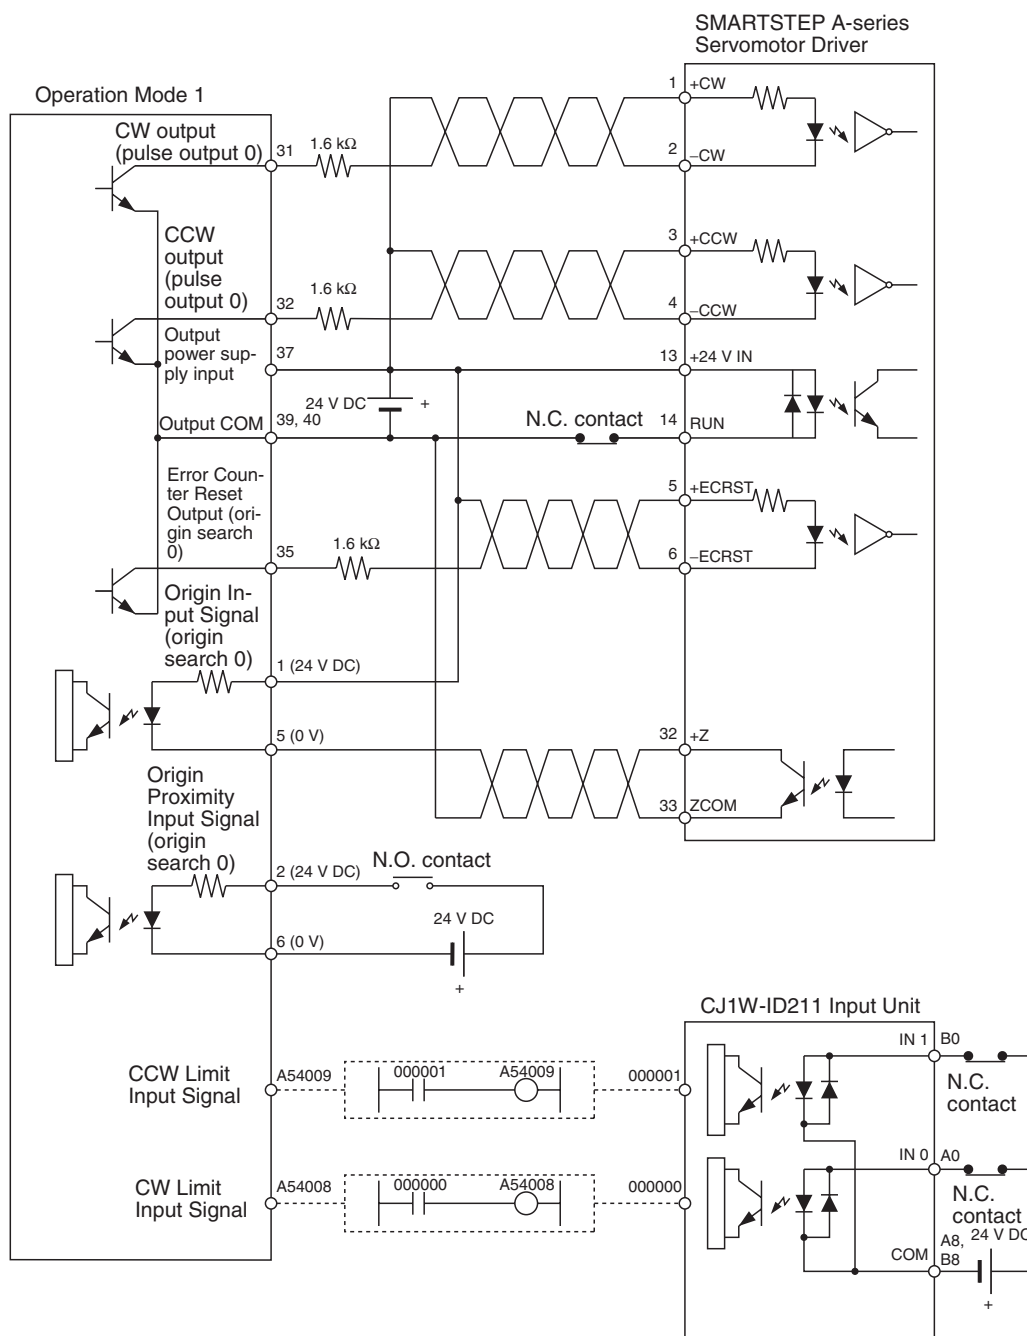 SMARTSTEP A-series
Servomotor Driver
Operation Mode 1
1
+CW
CW output
(pulse output 0)
31
1.6 kΩ
2
–CW
CCW
output
(pulse
output 0)
3
+CCW
32
1.6 kΩ
4
–CCW
Output
power sup-
ply input
37
13
+24 V IN
24 V DC
+
Output COM
39, 40
N.C. contact
14
RUN
Error Coun-
ter Reset
Output (ori-
gin search
0)
5
+ECRST
35
1.6 kΩ
6
–ECRST
Origin In-
put Signal
(origin
search 0)
1 (24 V DC)
5 (0 V)
32
+Z
33
ZCOM
Origin
Proximity
Input Signal
(origin
search 0)
2 (24 V DC)
N.O. contact
24 V DC
6 (0 V)
+
CJ1W-ID211 Input Unit
IN 1
B0
N.C.
contact
CCW Limit
Input Signal
A54009
000001
A54009
000001
IN 0
A0
N.C.
contact
CW Limit
Input Signal
A54008
000000
A54008
000000
COM
A8,
B8
24 V DC
+